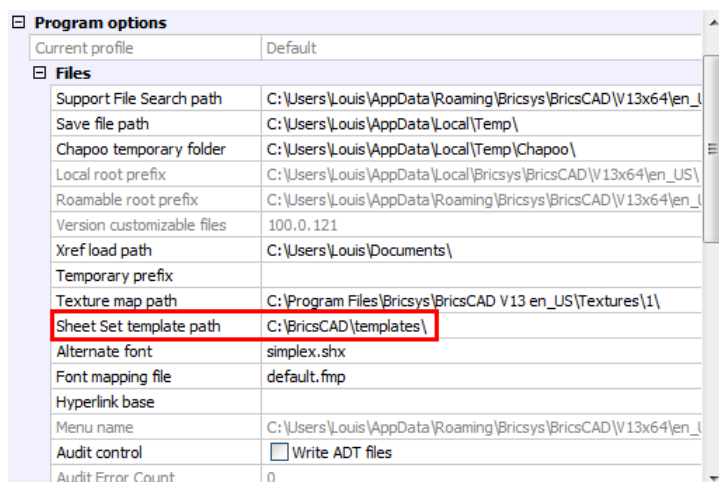 Program options
Current profile Default
Files
Support File Search path C:\Users\Louis\AppData\Roaming\Bricsys\BricsCAD\V13x64\en_U
Save file path C:\Users\Louis\AppData\Local\Temp\
Chapoo temporary folder C:\Users\Louis\AppData\Local\Temp\Chapoo\
Local root prefix C:\Users\Louis\AppData\Local\Bricsys\BricsCAD\V13x64\en_US\
Roamable root prefix C:\Users\Louis\AppData\Roaming\Bricsys\BricsCAD\V13x64\en_U
Version customizable files 100.0.121
Xref load path C:\Users\Louis\Documents\
Temporary prefix
Texture map path C:\Program Files\Bricsys\BricsCAD V13 en_US\Textures\1\
Sheet Set template path C:\BricsCAD\templates\
Alternate font simplex.shx
Font mapping file default.fmp
Hyperlink base
Menu name C:\Users\Louis\AppData\Roaming\Bricsys\BricsCAD\V13x64\en_U
Audit control Write ADT files
Audit Error Count 0